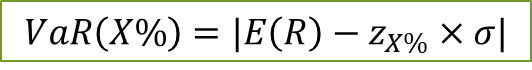 VaR(X%) = |E(R) − z_{X%} × σ|